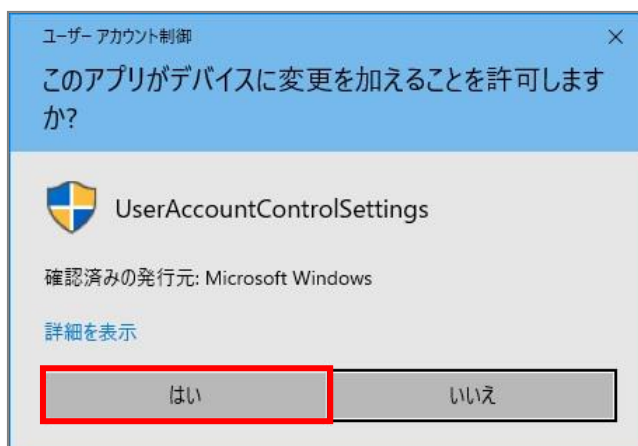 ユーザー アカウント制御
このアプリがデバイスに変更を加えることを許可します
か?
UserAccountControlSettings
確認済みの発行元: Microsoft Windows
詳細を表示
はい
いいえ